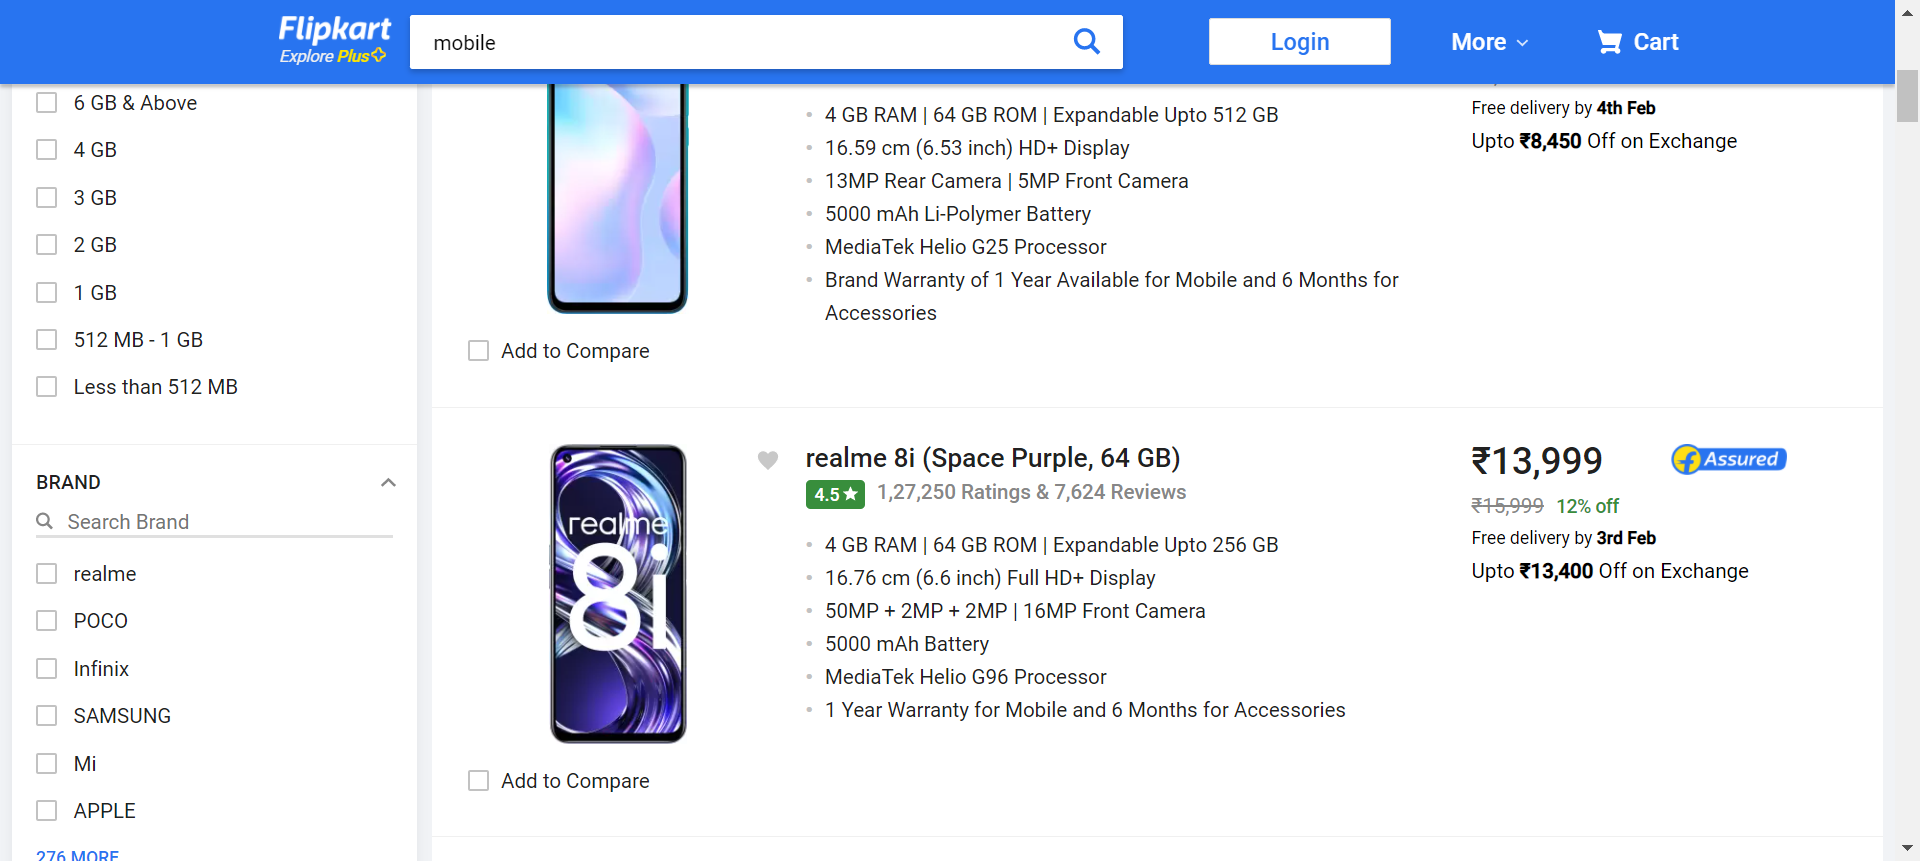 Flipkart
Explore Plus
mobile
Login
More
Cart
6 GB & Above
4 GB
3 GB
2 GB
1 GB
512 MB - 1 GB
Less than 512 MB
BRAND
Search Brand
realme
POCO
Infinix
SAMSUNG
Mi
APPLE
276 MORE
4 GB RAM | 64 GB ROM | Expandable Upto 512 GB
16.59 cm (6.53 inch) HD+ Display
13MP Rear Camera | 5MP Front Camera
5000 mAh Li-Polymer Battery
MediaTek Helio G25 Processor
Brand Warranty of 1 Year Available for Mobile and 6 Months for
Accessories
Add to Compare
Free delivery by 4th Feb
Upto ₹8,450 Off on Exchange
realme
8i
Add to Compare
realme 8i (Space Purple, 64 GB)
4.5★ 1,27,250 Ratings & 7,624 Reviews
4 GB RAM | 64 GB ROM | Expandable Upto 256 GB
16.76 cm (6.6 inch) Full HD+ Display
50MP + 2MP + 2MP | 16MP Front Camera
5000 mAh Battery
MediaTek Helio G96 Processor
1 Year Warranty for Mobile and 6 Months for Accessories
₹13,999
Assured
₹15,999 12% off
Free delivery by 3rd Feb
Upto ₹13,400 Off on Exchange